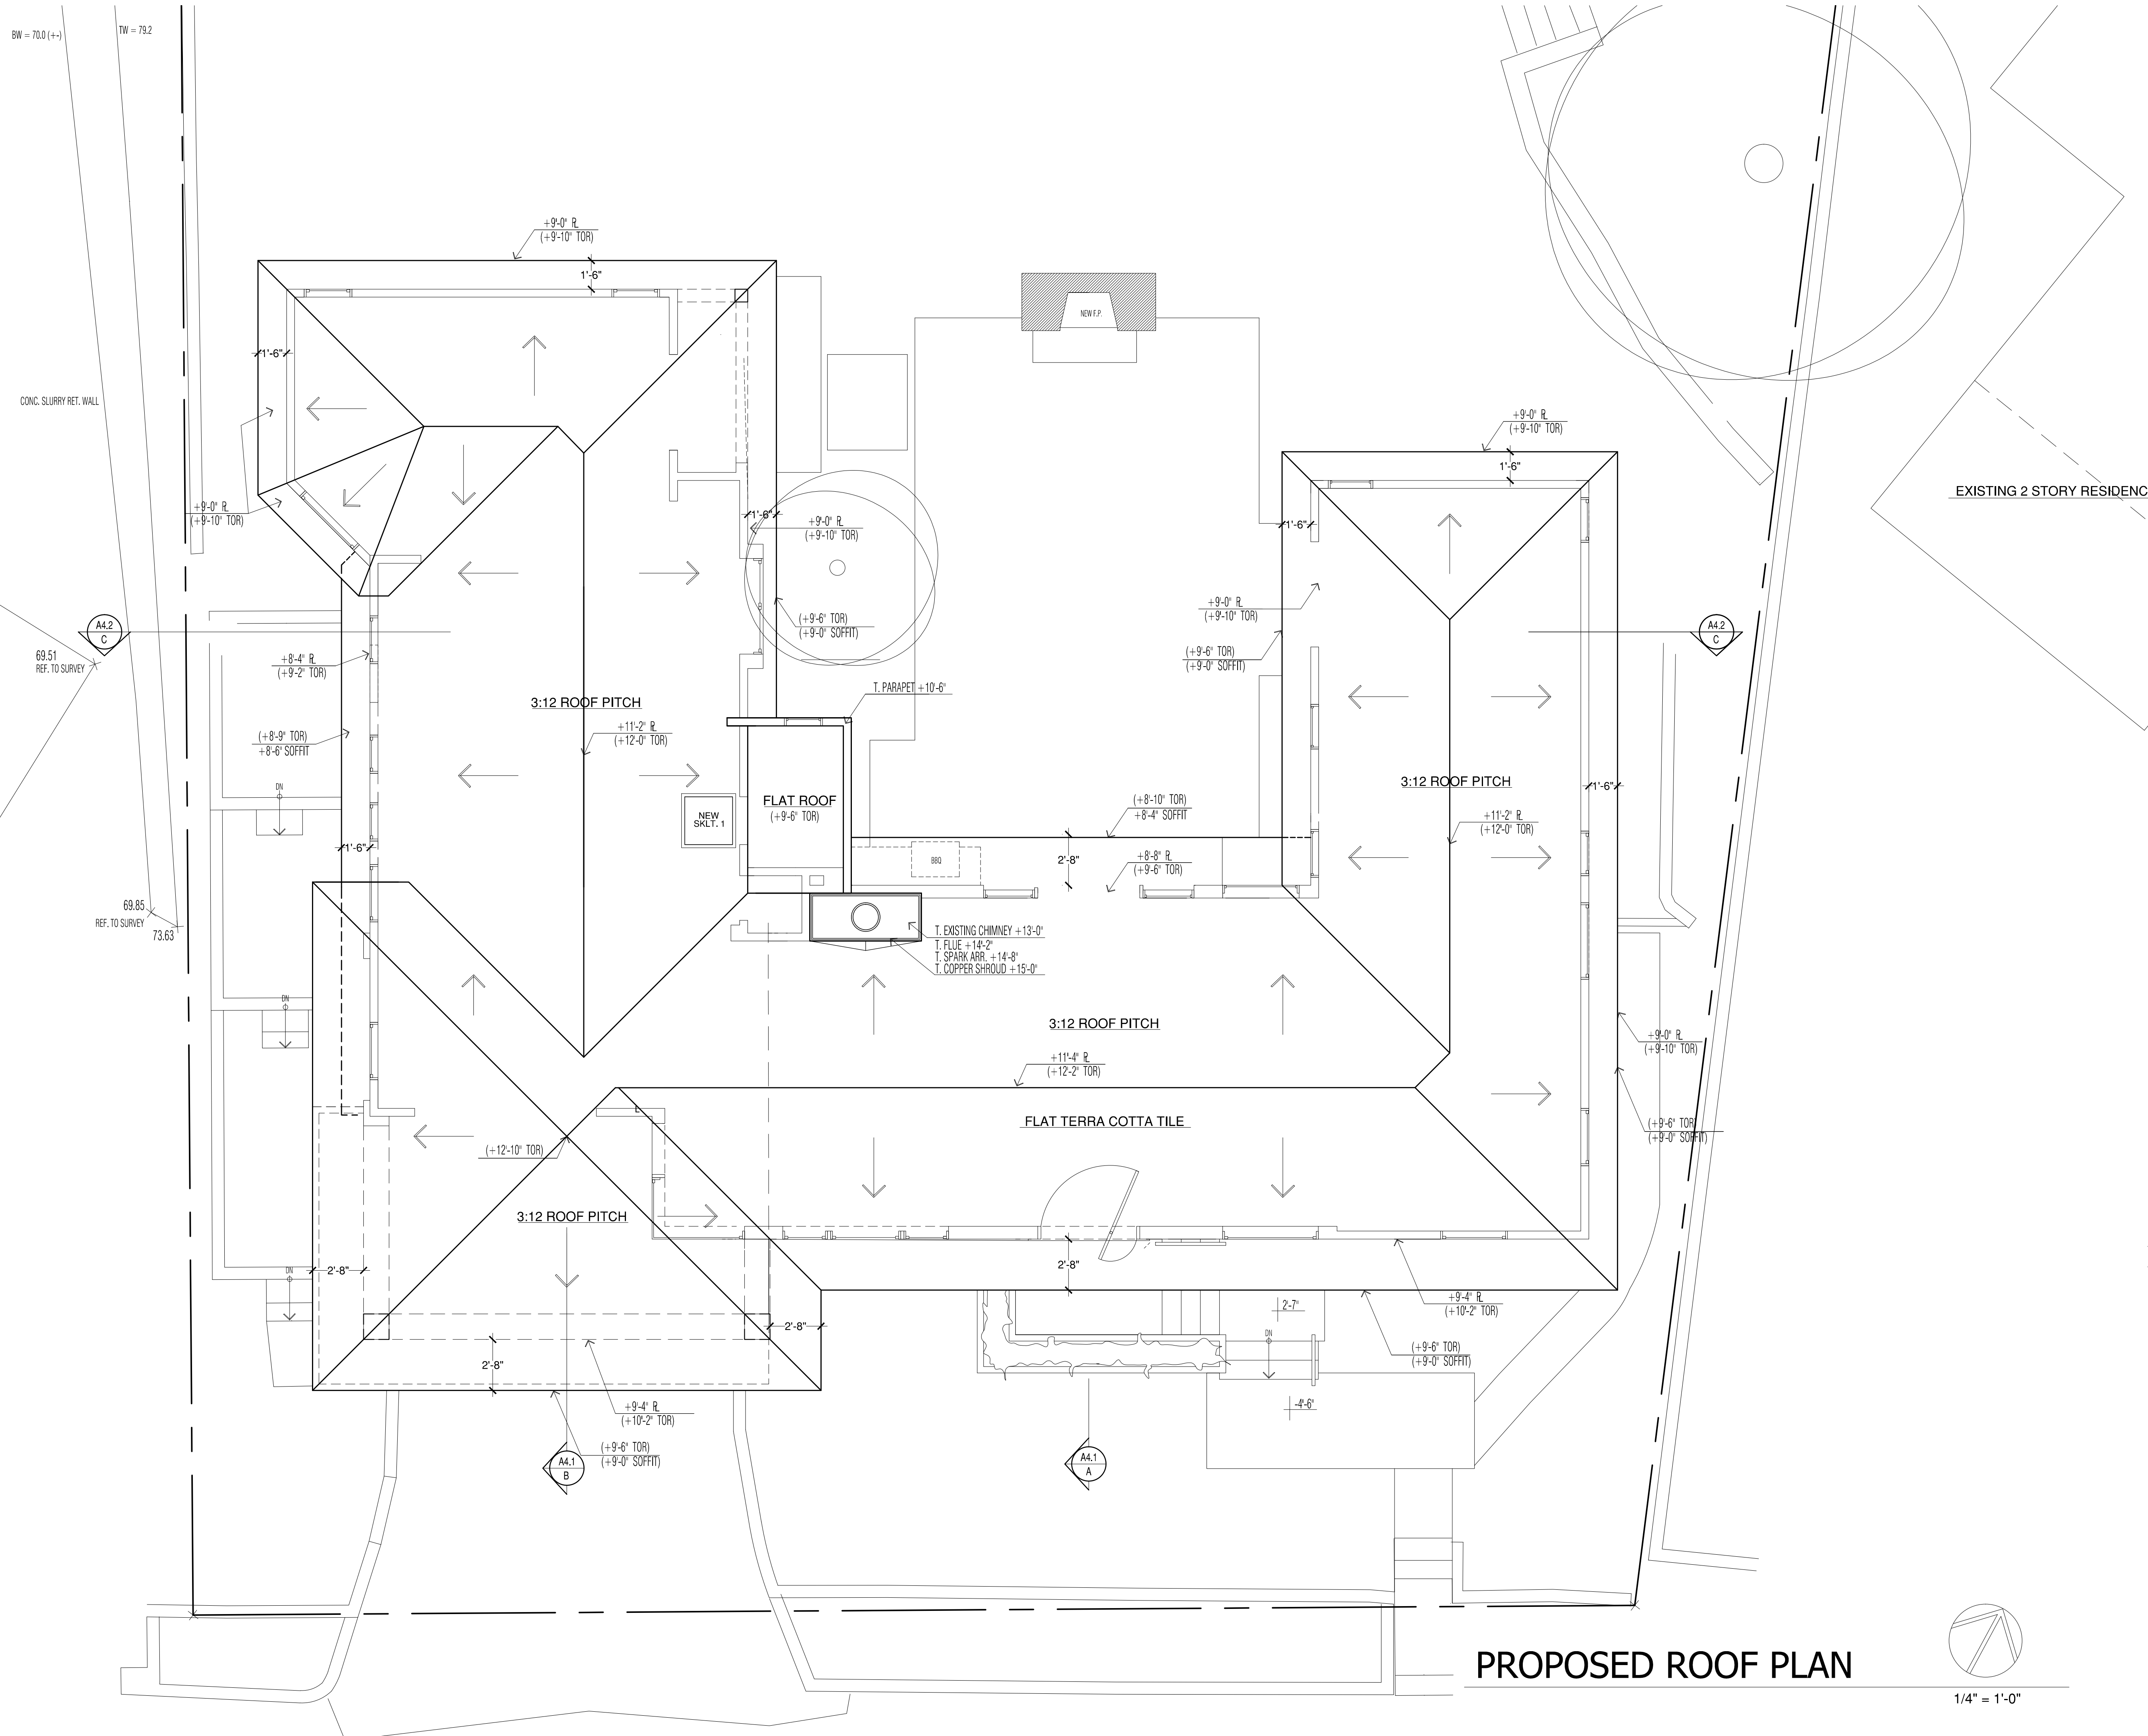 BW = 70.0 (+-)
TW = 79.2
+9'-0" PL
(+9'-10" TOR)
1'-6"
NEW F.P.
1'-6"
CONC. SLURRY RET. WALL
+9'-0" PL
(+9'-10" TOR)
1'-6"
EXISTING 2 STORY RESIDENC
+9'-0" PL
(+9'-10" TOR)
1'-6"
+9'-0" PL
(+9'-10" TOR)
1'-6"
A4.2
C
69.51
REF. TO SURVEY
+8'-4" PL
(+9'-2" TOR)
(+9'-6" TOR)
(+9'-0" SOFFIT)
+9'-0" PL
(+9'-10" TOR)
(+9'-6" TOR)
(+9'-0" SOFFIT)
A4.2
C
3:12 ROOF PITCH
T. PARAPET +10'-6"
+11'-2" PL
(+12'-0" TOR)
(+8'-9" TOR)
+8'-6" SOFFIT
DN
FLAT ROOF
(+9'-6" TOR)
NEW
SKLT. 1
(+8'-10" TOR)
+8'-4" SOFFIT
3:12 ROOF PITCH
1'-6"
+11'-2" PL
(+12'-0" TOR)
1'-6"
BBQ
2'-8"
+8'-8" PL
(+9'-6" TOR)
69.85
REF. TO SURVEY
73.63
T. EXISTING CHIMNEY +13'-0"
T. FLUE +14'-2"
T. SPARK ARR. +14'-8"
T. COPPER SHROUD +15'-0"
DN
3:12 ROOF PITCH
+11'-4" PL
(+12'-2" TOR)
+9'-0" PL
(+9'-10" TOR)
FLAT TERRA COTTA TILE
(+9'-6" TOR)
(+9'-0" SOFFIT)
(+12'-10" TOR)
3:12 ROOF PITCH
DN
2'-8"
2'-8"
2'-8"
2'-8"
2'-7"
DN
+9'-4" PL
(+10'-2" TOR)
(+9'-6" TOR)
(+9'-0" SOFFIT)
+9'-4" PL
(+10'-2" TOR)
-4'-6"
(+9'-6" TOR)
(+9'-0" SOFFIT)
A4.1
B
A4.1
A
PROPOSED ROOF PLAN
1/4" = 1'-0"